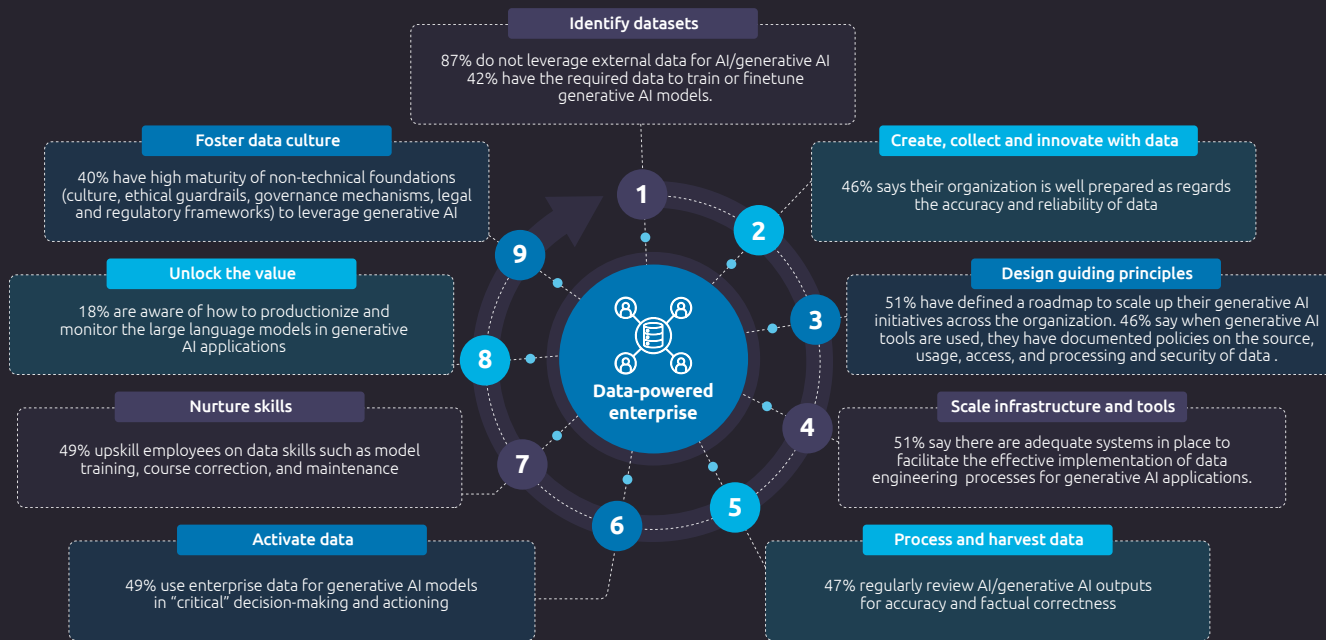 Identify datasets
87% do not leverage external data for AI/generative AI
42% have the required data to train or finetune
generative AI models.
1
Create, collect and innovate with data
46% says their organization is well prepared as regards
the accuracy and reliability of data
2
Design guiding principles
51% have defined a roadmap to scale up their generative AI
initiatives across the organization. 46% say when generative AI
tools are used, they have documented policies on the source,
usage, access, and processing and security of data .
3
Scale infrastructure and tools
51% say there are adequate systems in place to
facilitate the effective implementation of data
engineering processes for generative AI applications.
4
Process and harvest data
47% regularly review AI/generative AI outputs
for accuracy and factual correctness
5
Activate data
49% use enterprise data for generative AI models
in “critical” decision-making and actioning
6
Nurture skills
49% upskill employees on data skills such as model
training, course correction, and maintenance
7
Unlock the value
18% are aware of how to productionize and
monitor the large language models in generative
AI applications
8
Foster data culture
40% have high maturity of non-technical foundations
(culture, ethical guardrails, governance mechanisms, legal
and regulatory frameworks) to leverage generative AI
9
Data-powered
enterprise